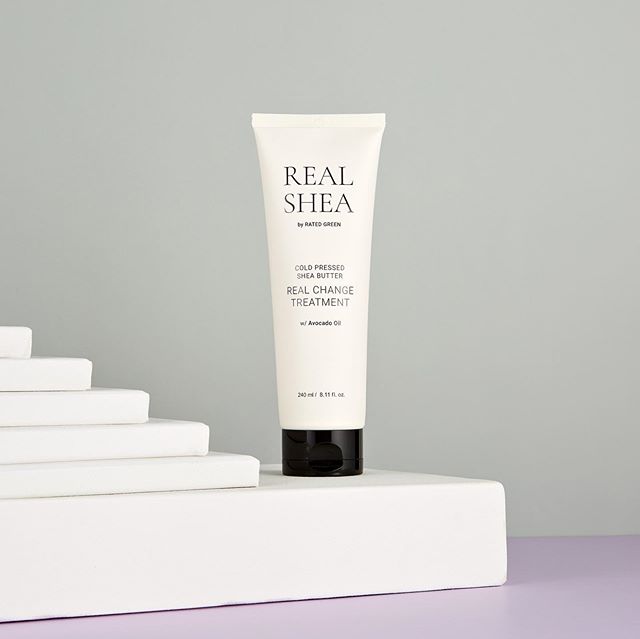 REAL
SHEA
by RATED GREEN
COLD PRESSED
SHEA BUTTER
REAL CHANGE
TREATMENT
w/ Avocado Oil
240 ml / 8.11 fl. oz.